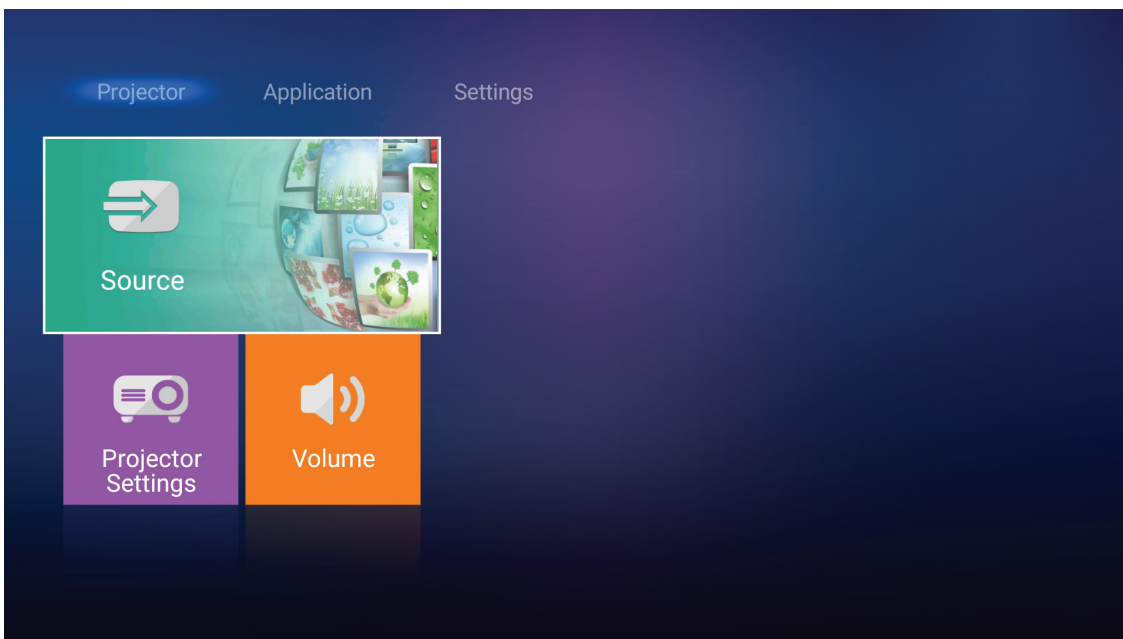 Projector Application Settings
Source
Projector
Settings
Volume